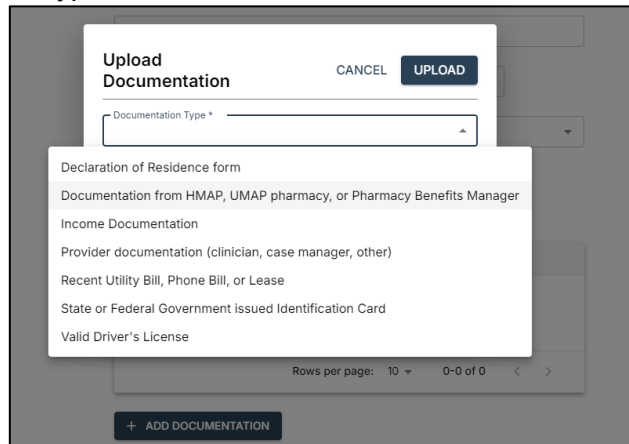 Upload
Documentation
CANCEL
UPLOAD
Documentation Type *
Declaration of Residence form
Documentation from HMAP, UMAP pharmacy, or Pharmacy Benefits Manager
Income Documentation
Provider documentation (clinician, case manager, other)
Recent Utility Bill, Phone Bill, or Lease
State or Federal Government issued Identification Card
Valid Driver's License
Rows per page: 10 0-0 of 0
+ ADD DOCUMENTATION